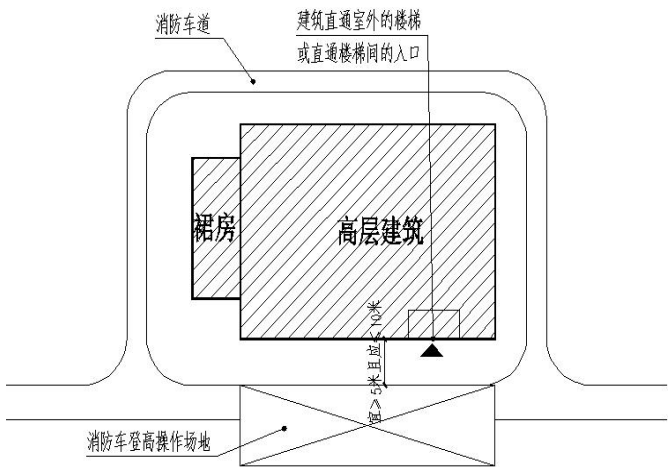 消防车道
建筑直通室外的楼梯
或直通楼梯间的入口
裙房
高层建筑
宜≥5米且应≤10米
消防车登高操作场地